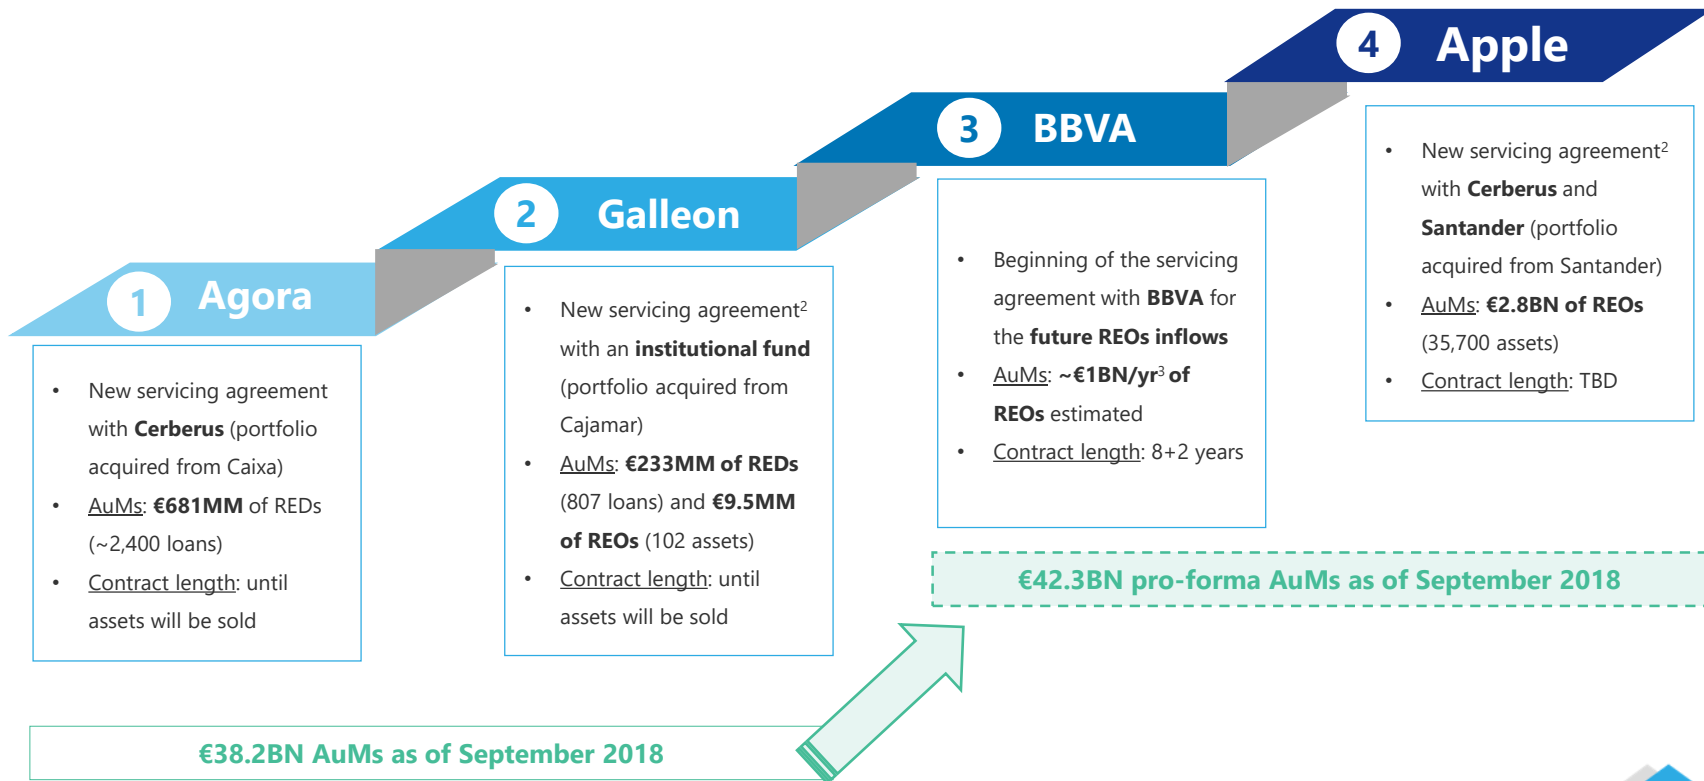 1 Agora
• New servicing agreement
with Cerberus (portfolio
acquired from Caixa)
• AuMs: €681MM of REDs
(~2,400 loans)
• Contract length: until
assets will be sold
2 Galleon
• New servicing agreement²
with an institutional fund
(portfolio acquired from
Cajamar)
• AuMs: €233MM of REDs
(807 loans) and €9.5MM
of REOs (102 assets)
• Contract length: until
assets will be sold
3 BBVA
• Beginning of the servicing
agreement with BBVA for
the future REOs inflows
• AuMs: ~€1BN/yr³ of
REOs estimated
• Contract length: 8+2 years
4 Apple
• New servicing agreement²
with Cerberus and
Santander (portfolio
acquired from Santander)
• AuMs: €2.8BN of REOs
(35,700 assets)
• Contract length: TBD
€42.3BN pro-forma AuMs as of September 2018
€38.2BN AuMs as of September 2018